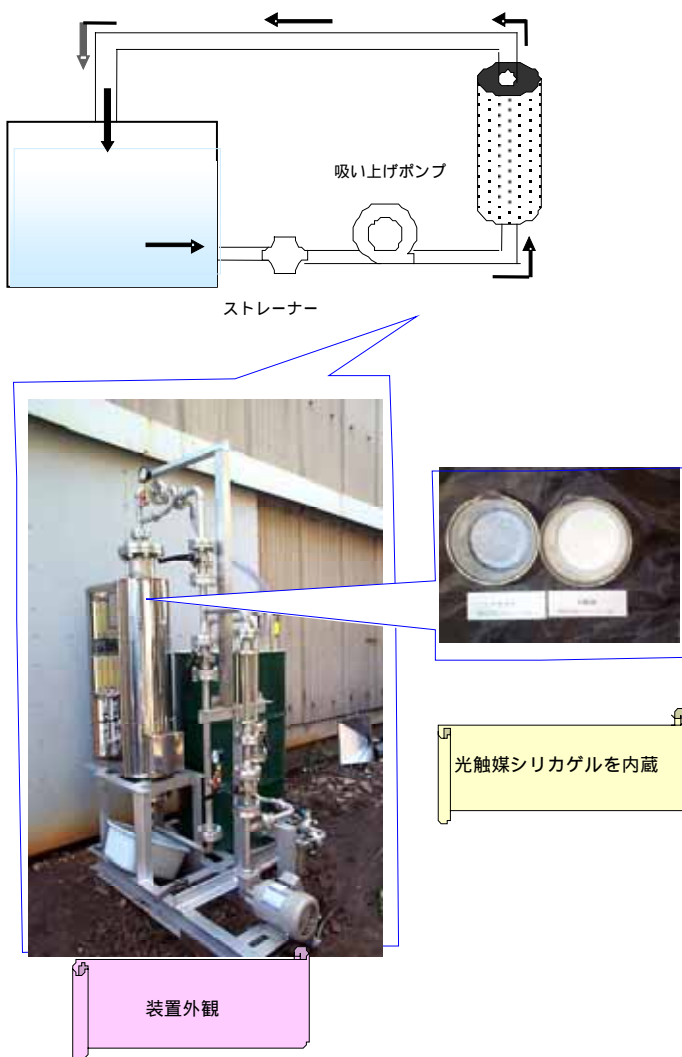 吸い上げポンプ
ストレーナー
光触媒シリカゲルを内蔵
装置外観